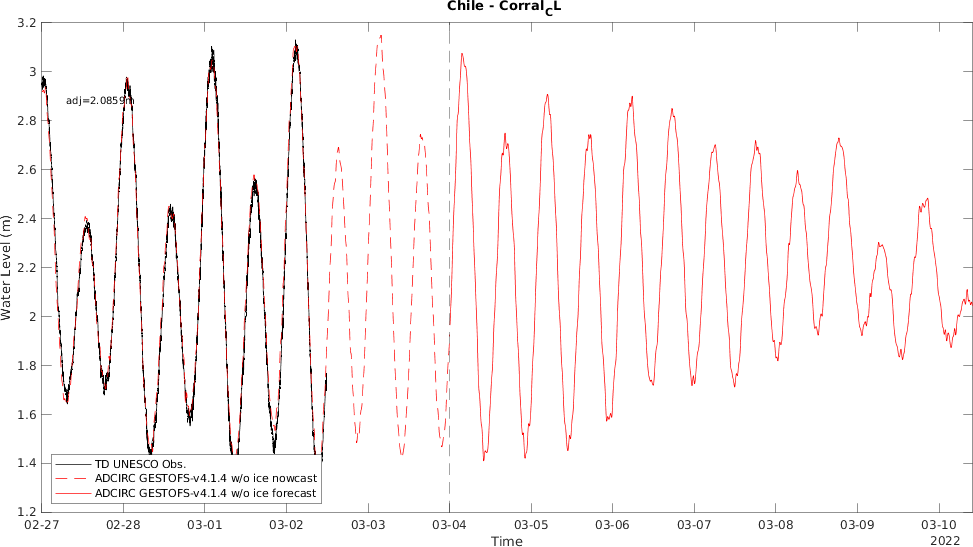 Chile - Corral_CL
3.2
3
2.8
2.6
2.4
2.2
2
1.8
1.6
1.4
1.2
Water Level (m)
adj=2.0859m
TD UNESCO Obs.
ADCIRC GESTOFS-v4.1.4 w/o ice nowcast
ADCIRC GESTOFS-v4.1.4 w/o ice forecast
02-27 02-28 03-01 03-02 03-03 03-04 03-05 03-06 03-07 03-08 03-09 03-10
Time
2022